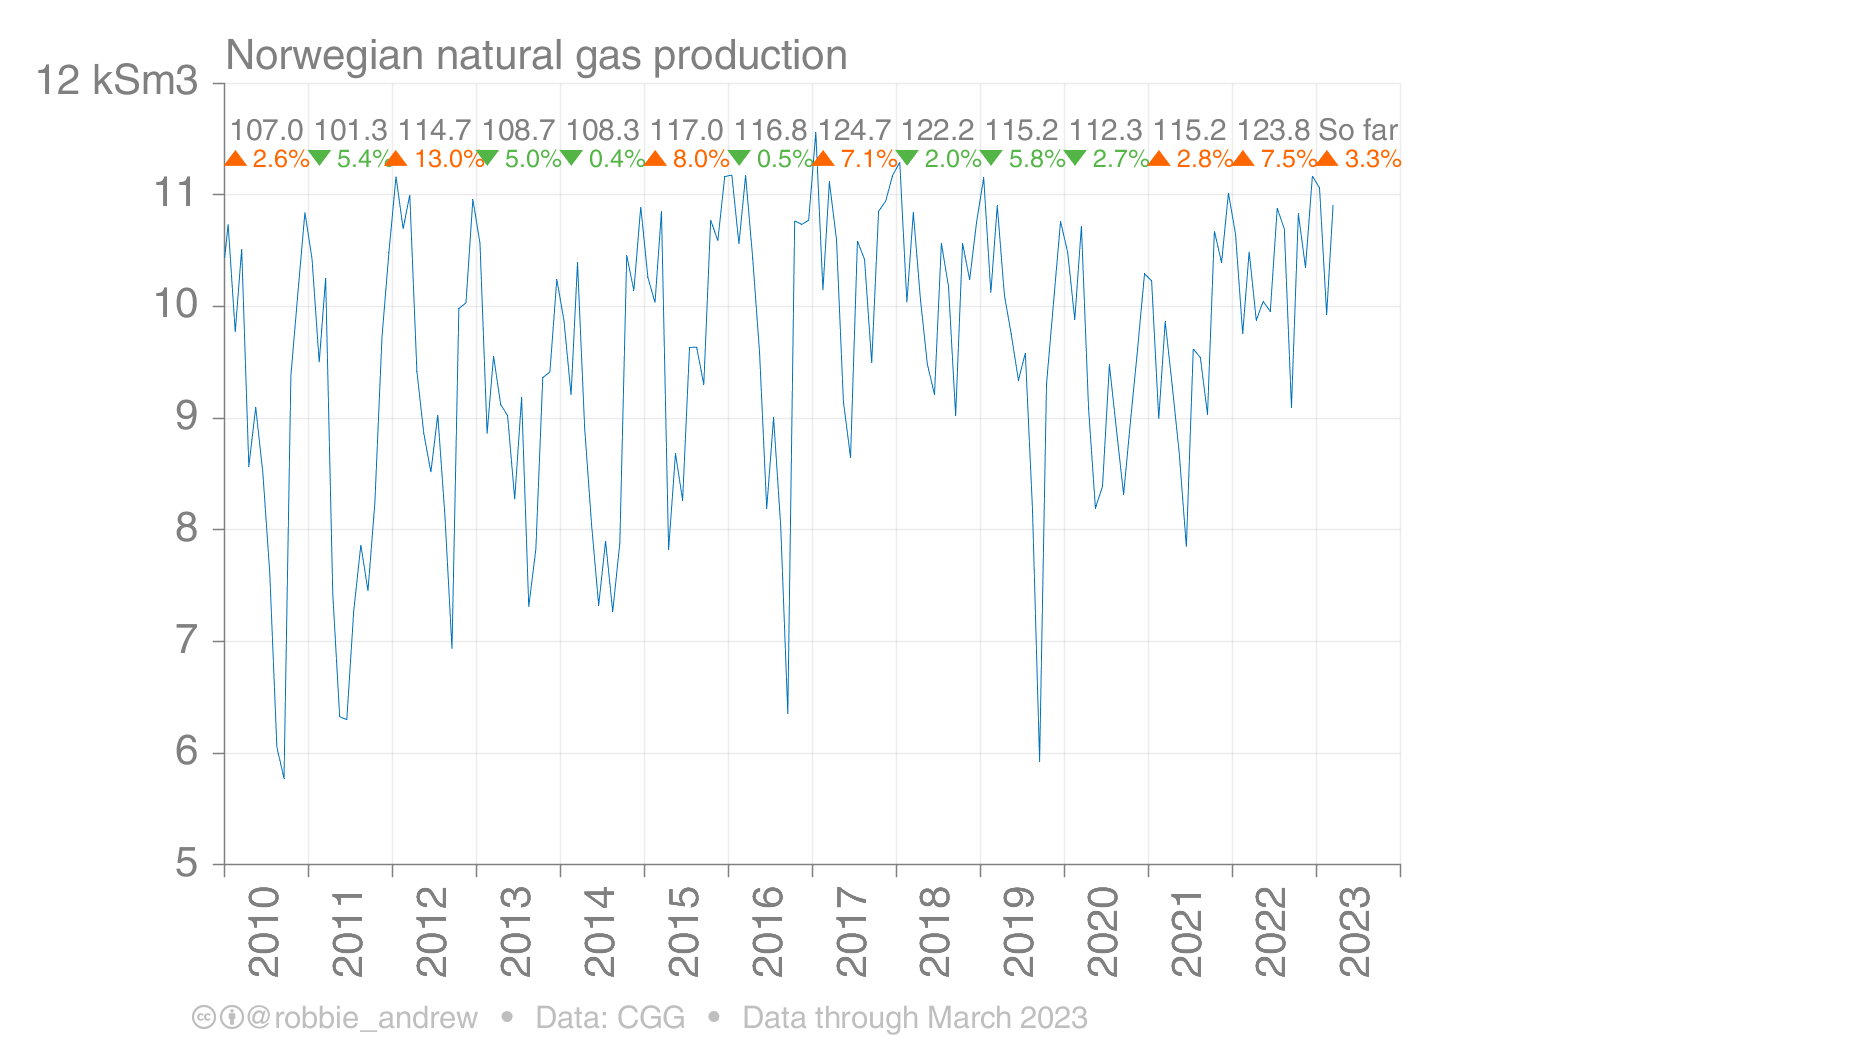 Norwegian natural gas production
12 kSm3
107.0 101.3 114.7 108.7 108.3 117.0 116.8 124.7 122.2 115.2 112.3 115.2 123.8 So far
2.6% 5.4% 13.0% 5.0% 0.4% 8.0% 0.5% 7.1% 2.0% 5.8% 2.7% 2.8% 7.5% 3.3%
11
10
9
8
7
6
5
2010 2011 2012 2013 2014 2015 2016 2017 2018 2019 2020 2021 2022 2023
cc @robbie_andrew • Data: CGG • Data through March 2023